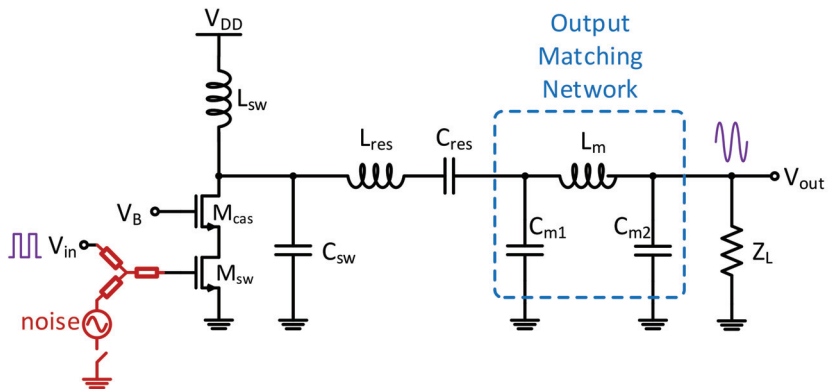 Output
Matching
Network
V_DD
L_sw
L_res
C_res
L_m
V_out
V_B
M_cas
V_in
M_sw
C_sw
C_m1
C_m2
Z_L
noise